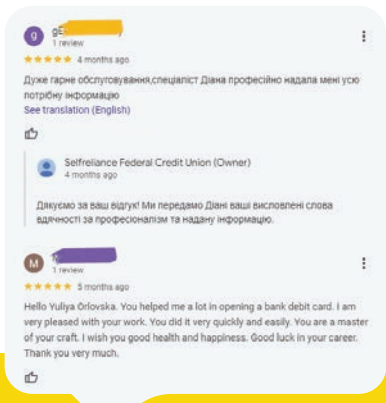 g
1 review
4 months ago
Дуже гарне обслуговування,спеціаліст Діана професійно надала мені усю
потрібну інформацію
See translation (English)
Selfreliance Federal Credit Union (Owner)
4 months ago
Дякуємо за ваш відгук! Ми передамо Діані ваші висловлені слова
вдячності за професіоналізм та надану інформацію.
M
1 review
5 months ago
Hello Yuliya Orlovska. You helped me a lot in opening a bank debit card. I am
very pleased with your work. You did it very quickly and easily. You are a master
of your craft. I wish you good health and happiness. Good luck in your career.
Thank you very much.